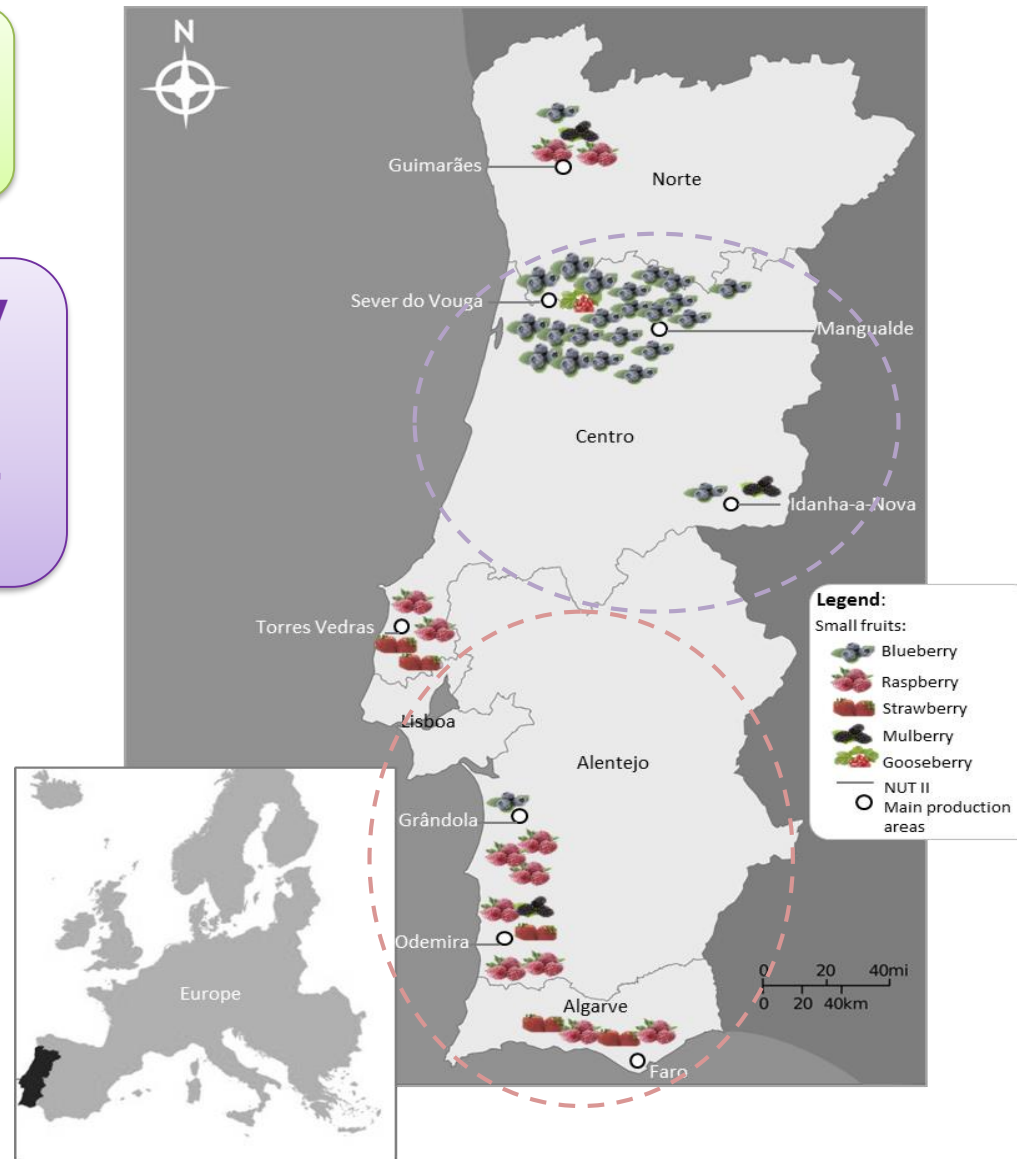 N
Guimarães
Norte
Sever do Vouga
Mangualde
Centro
Idanha-a-Nova
Torres Vedras
Lisboa
Alentejo
Grândola
Odemira
Algarve
Faro
Legend:
Small fruits:
Blueberry
Raspberry
Strawberry
Mulberry
Gooseberry
NUT II
Main production
areas
0 20 40mi
0 20 40km
Europe